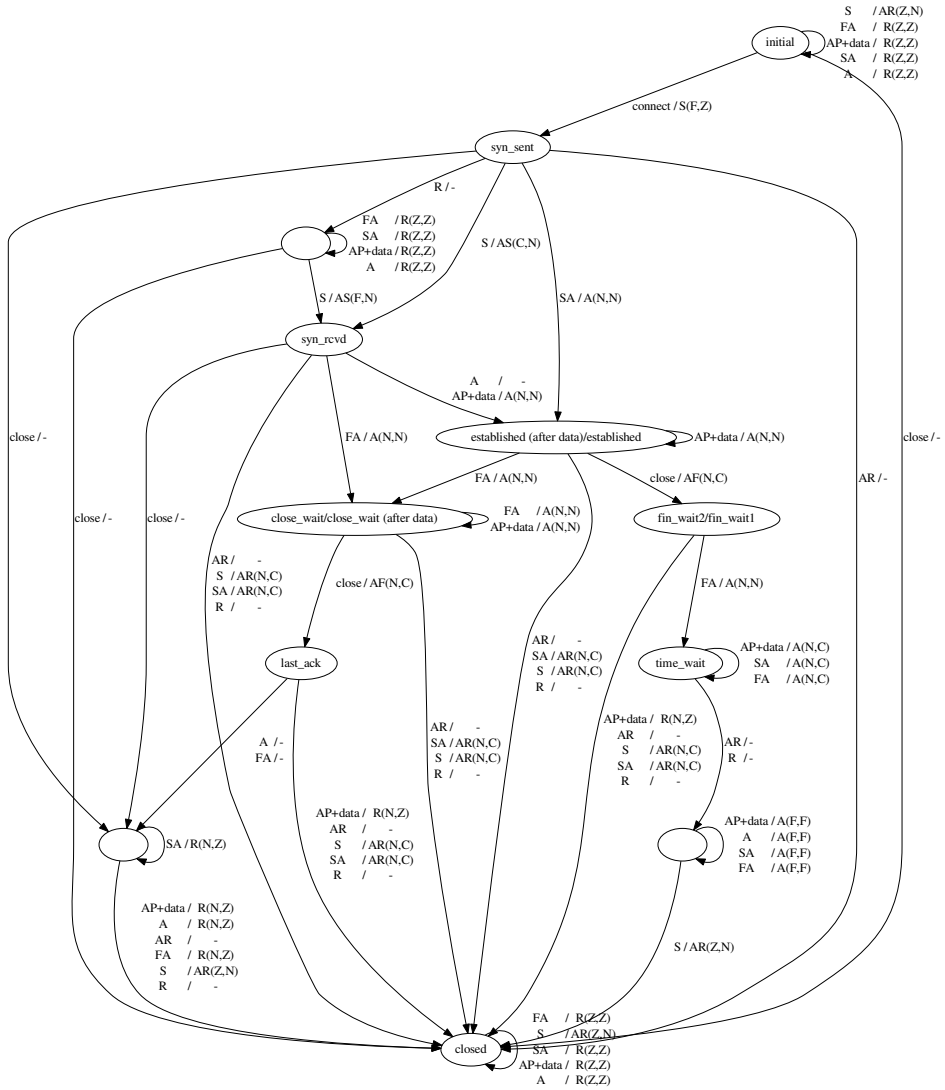 S / AR(Z,N)
FA / R(Z,Z)
AP+data / R(Z,Z)
SA / R(Z,Z)
A / R(Z,Z)
initial
connect / S(F,Z)
syn_sent
R / -
FA / R(Z,Z)
SA / R(Z,Z)
AP+data / R(Z,Z)
A / R(Z,Z)
S / AS(C,N)
S / AS(F,N)
SA / A(N,N)
syn_rcvd
A / -
AP+data / A(N,N)
close / -
close / -
close / -
FA / A(N,N)
established (after data)/established
AP+data / A(N,N)
AR / -
close / -
FA / A(N,N)
close / AF(N,C)
close_wait/close_wait (after data)
FA / A(N,N)
AP+data / A(N,N)
fin_wait2/fin_wait1
AR / -
S / AR(N,C)
SA / AR(N,C)
R / -
close / AF(N,C)
FA / A(N,N)
last_ack
AR / -
SA / AR(N,C)
S / AR(N,C)
R / -
time_wait
AP+data / A(N,C)
SA / A(N,C)
FA / A(N,C)
A / -
FA / -
AR / -
SA / AR(N,C)
S / AR(N,C)
R / -
AP+data / R(N,Z)
AR / -
S / AR(N,C)
SA / AR(N,C)
R / -
AR / -
R / -
SA / R(N,Z)
AP+data / R(N,Z)
AR / -
S / AR(N,C)
SA / AR(N,C)
R / -
AP+data / A(F,F)
A / A(F,F)
SA / A(F,F)
FA / A(F,F)
AP+data / R(N,Z)
A / R(N,Z)
AR / -
FA / R(N,Z)
S / AR(Z,N)
R / -
S / AR(Z,N)
closed
FA / R(Z,Z)
S / AR(Z,N)
SA / R(Z,Z)
AP+data / R(Z,Z)
A / R(Z,Z)